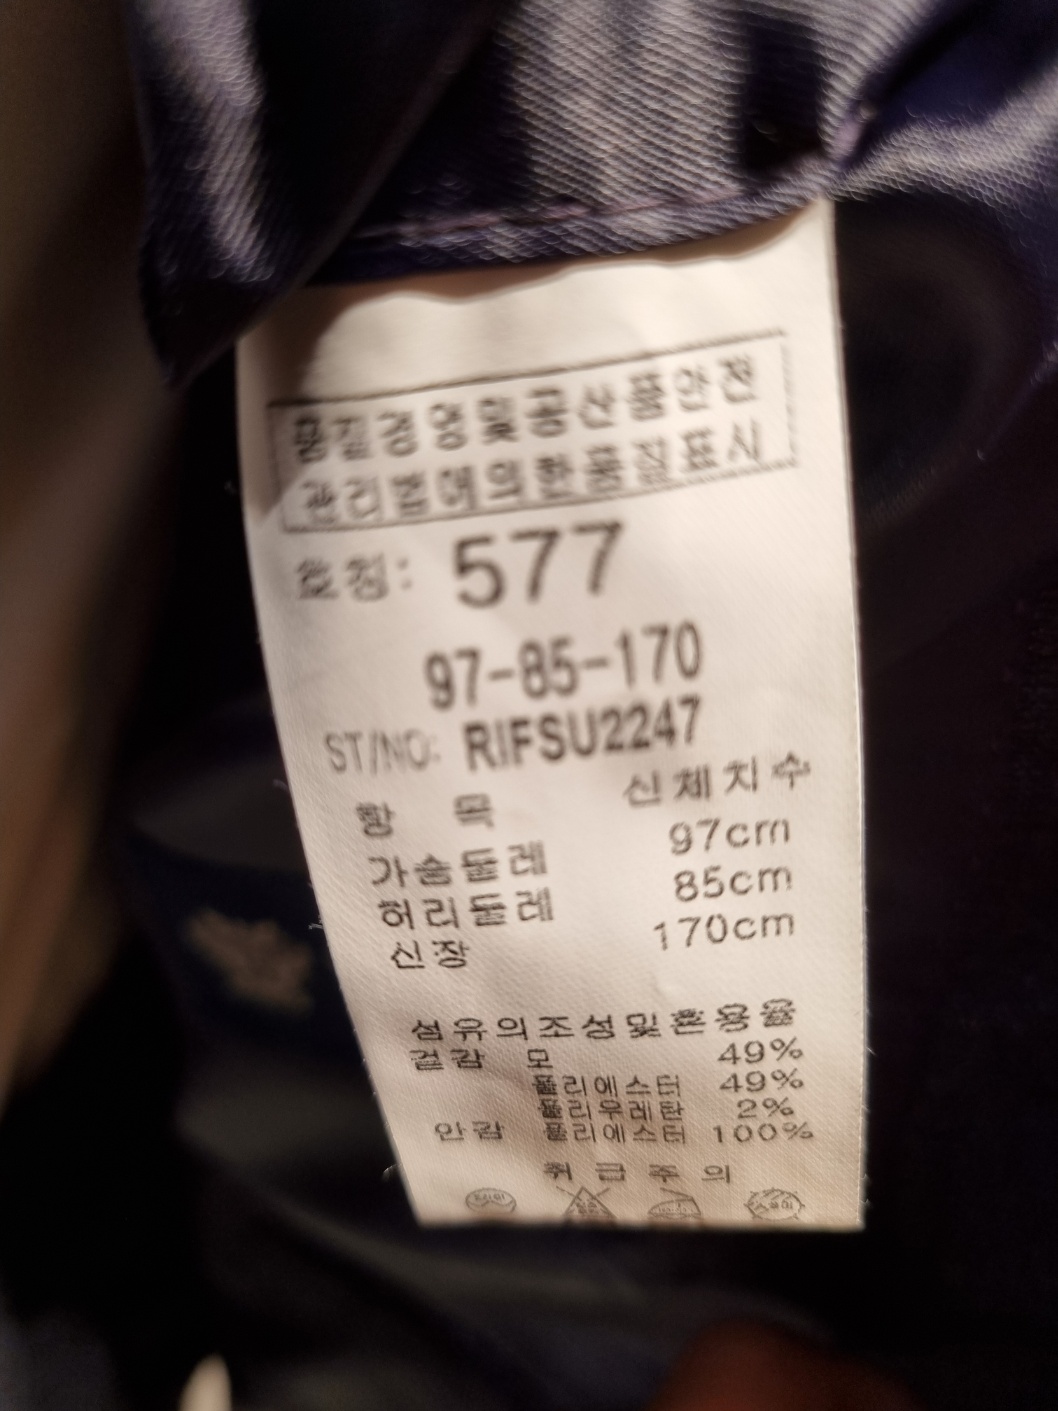 품질경영및공산품안전
관리법에의한품질표시
호칭: 577
97-85-170
ST/NO: RIFSU2247
항 목 신체치수
가슴둘레 97cm
허리둘레 85cm
신장 170cm
섬유의조성및혼용율
겉감 모 49%
폴리에스터 49%
폴리우레탄 2%
안감 폴리에스터 100%
취급주의